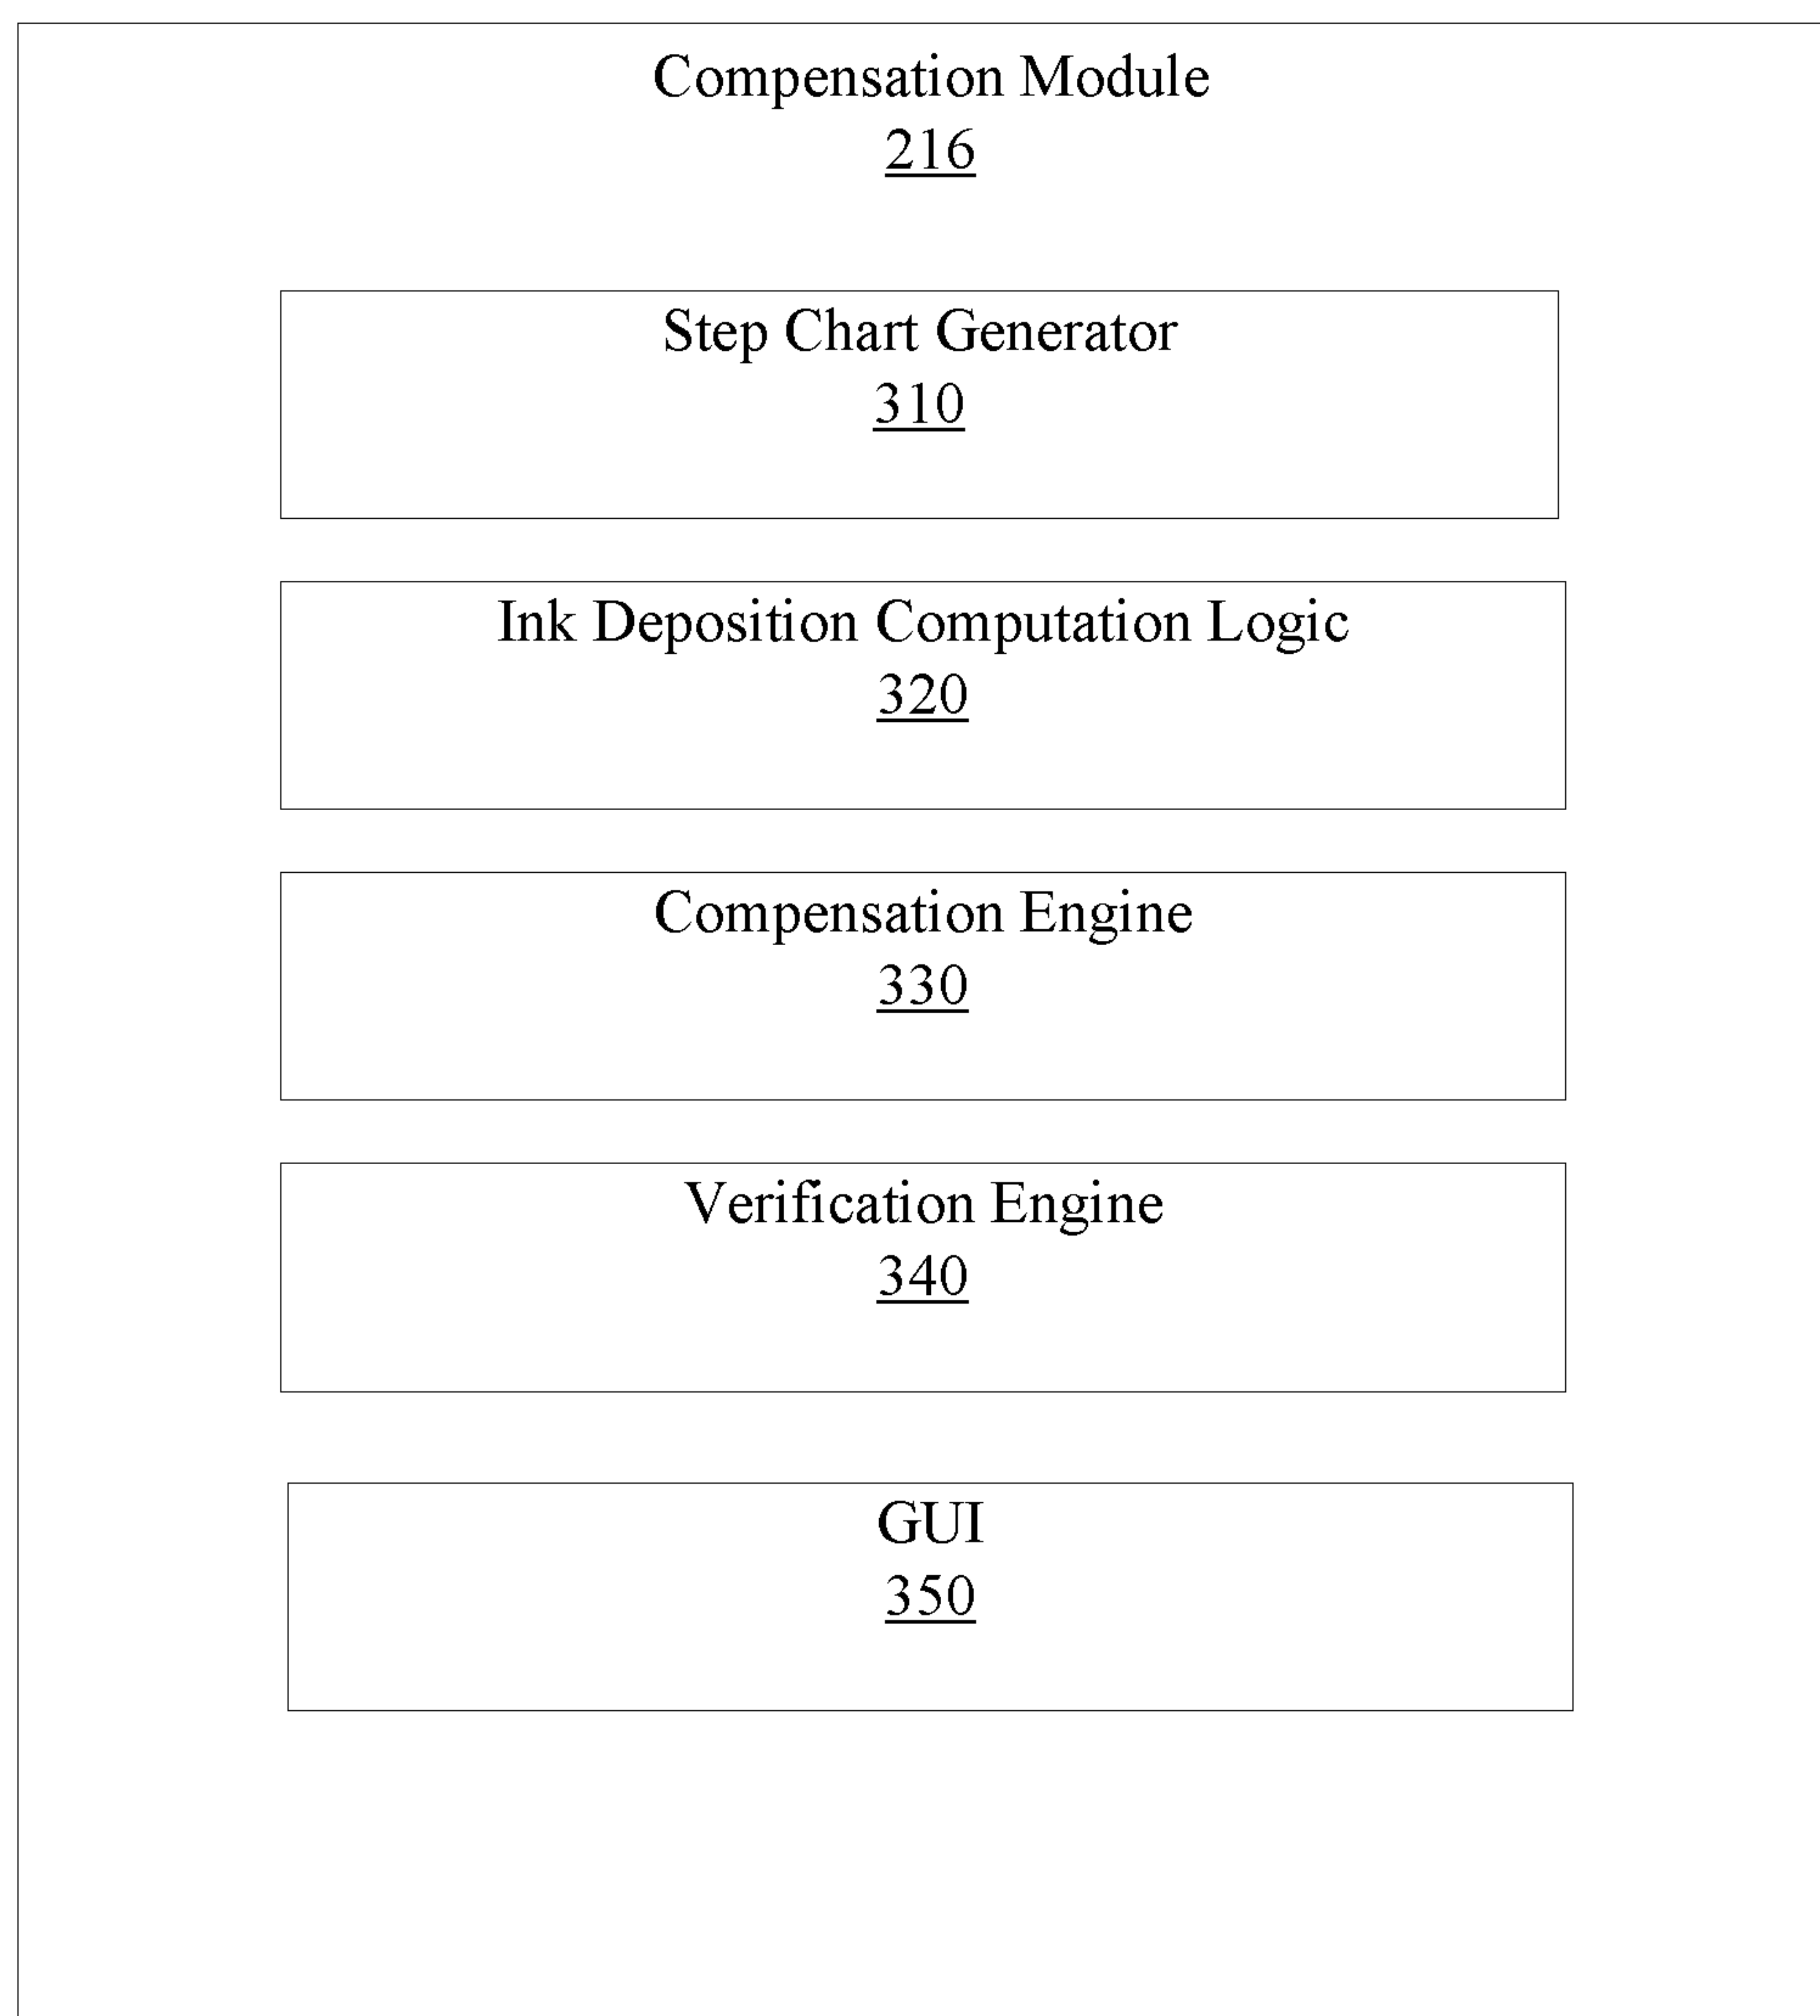 Compensation Module
216
Step Chart Generator
310
Ink Deposition Computation Logic
320
Compensation Engine
330
Verification Engine
340
GUI
350